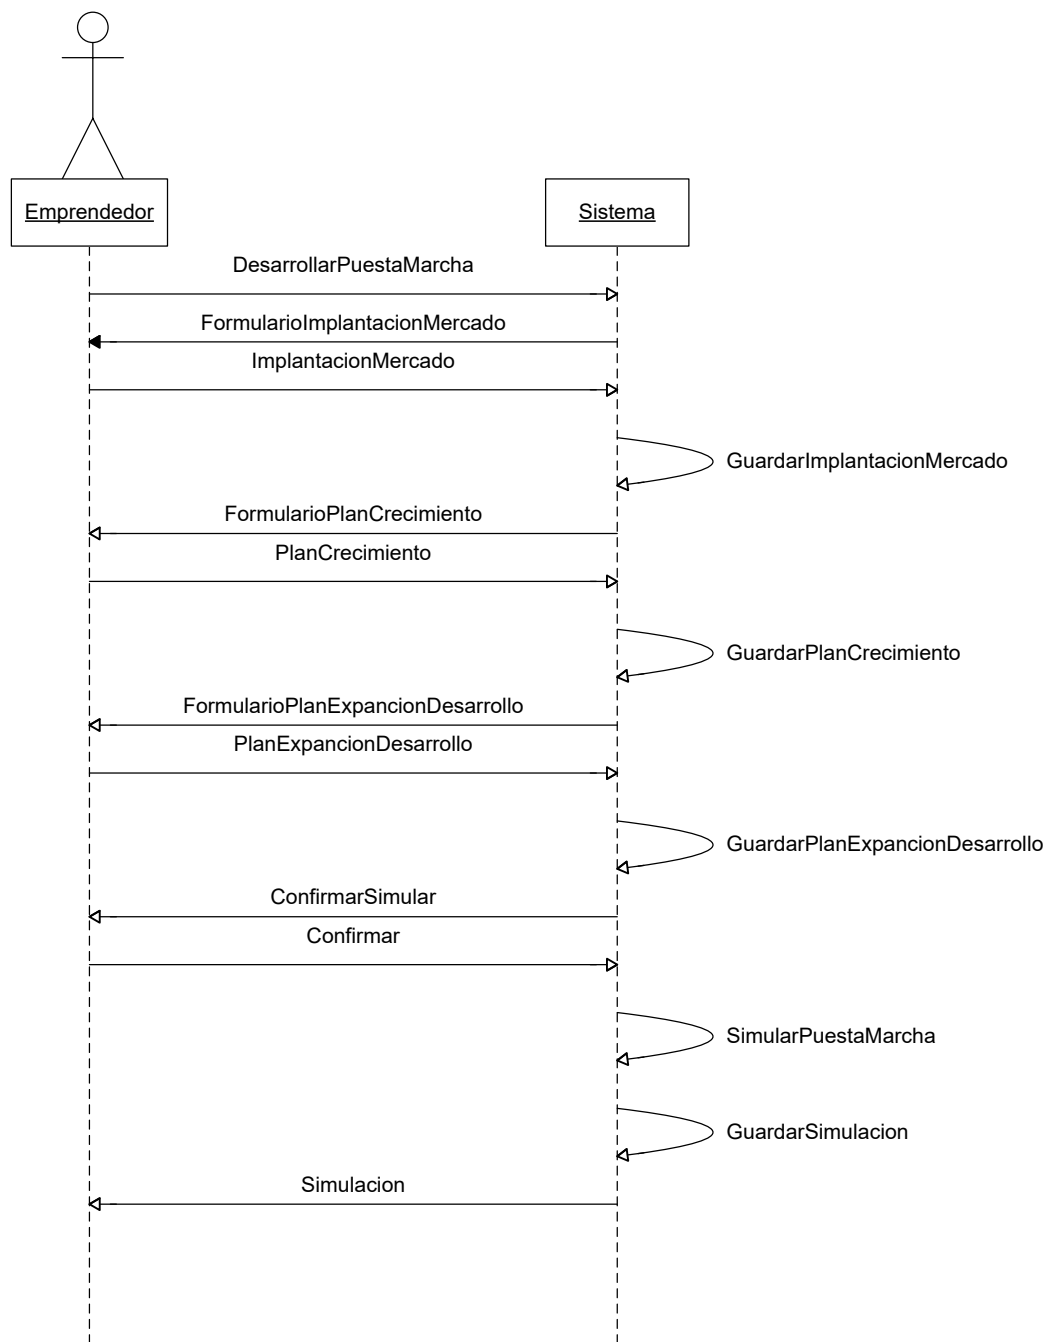 Emprendedor
Sistema
DesarrollarPuestaMarcha
FormularioImplantacionMercado
ImplantacionMercado
GuardarImplantacionMercado
FormularioPlanCrecimiento
PlanCrecimiento
GuardarPlanCrecimiento
FormularioPlanExpancionDesarrollo
PlanExpancionDesarrollo
GuardarPlanExpancionDesarrollo
ConfirmarSimular
Confirmar
SimularPuestaMarcha
GuardarSimulacion
Simulacion